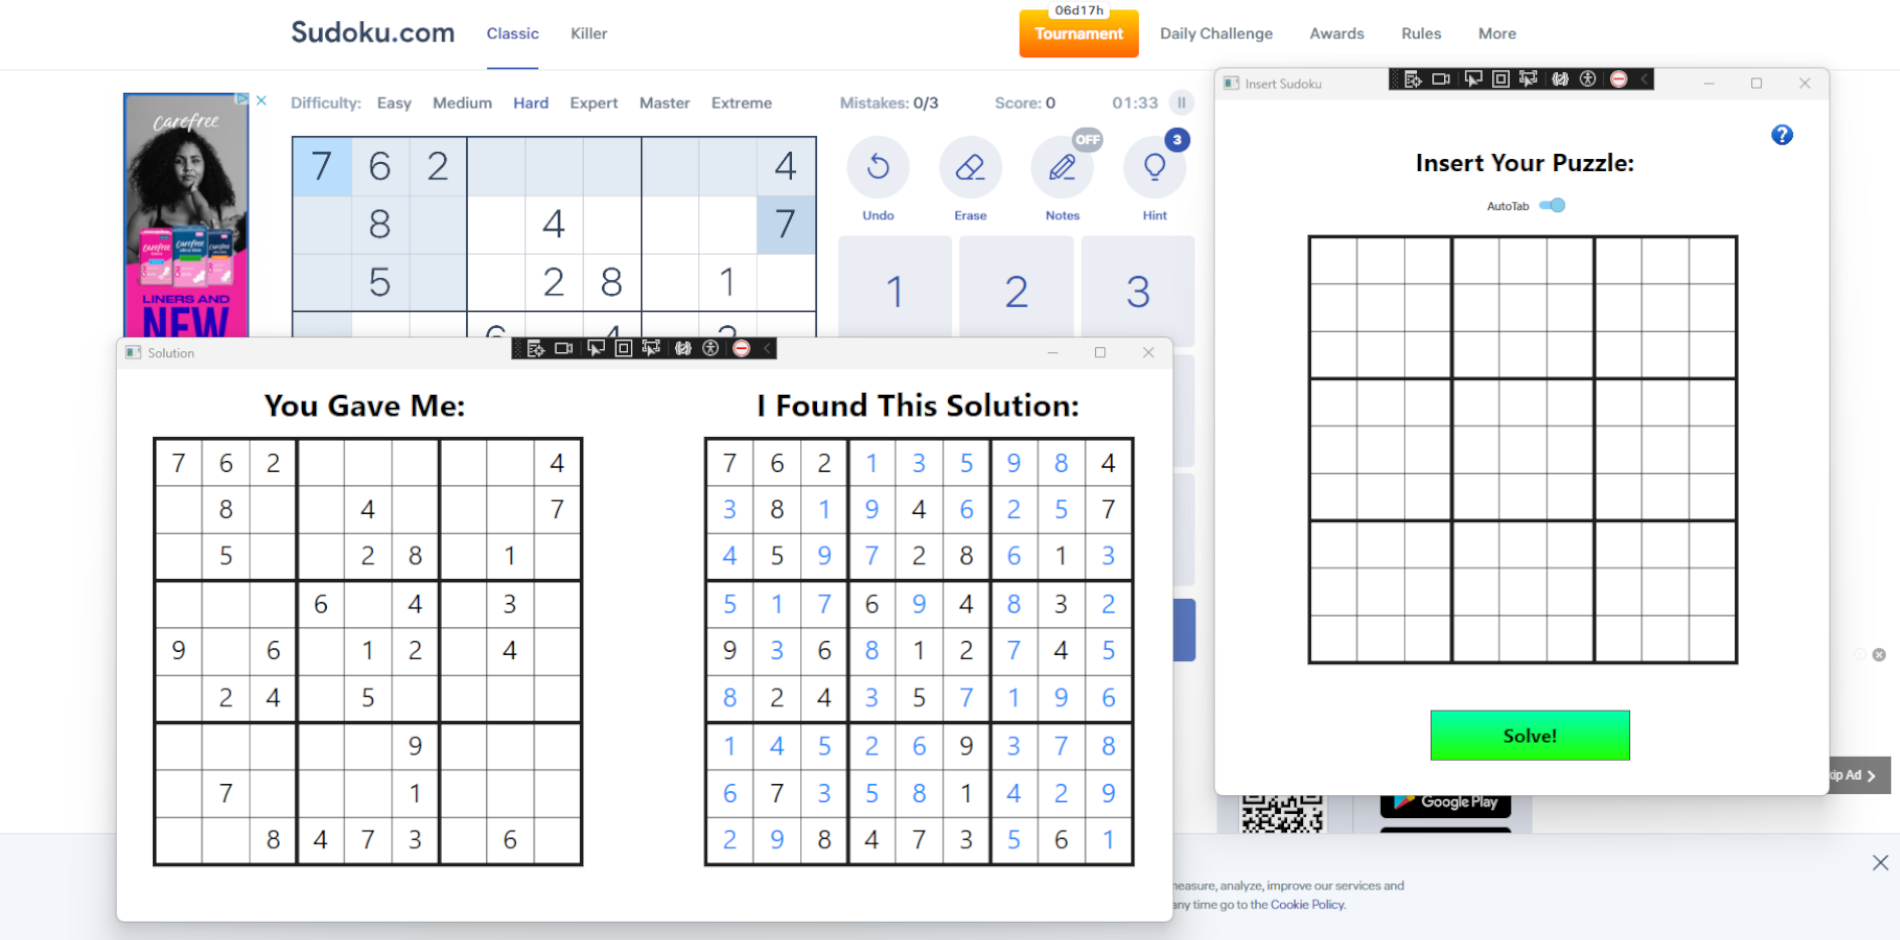 06d17h
Sudoku.com Classic Killer Tournament Daily Challenge Awards Rules More
Insert Sudoku
Difficulty: Easy Medium Hard Expert Master Extreme Mistakes: 0/3 Score: 0 01:33
Carefree
LINERS AND
NEW
7 6 2 4
8 4 7
5 2 8 1
6 4 3
OFF 3
Undo Erase Notes Hint
1 2 3
Insert Your Puzzle:
AutoTab
Solve!
Solution
You Gave Me:
7 6 2 4
8 4 7
5 2 8 1
6 4 3
9 6 1 2 4
2 4 5
9
7 1
8 4 7 3 6
I Found This Solution:
7 6 2 1 3 5 9 8 4
3 8 1 9 4 6 2 5 7
4 5 9 7 2 8 6 1 3
5 1 7 6 9 4 8 3 2
9 3 6 8 1 2 7 4 5
8 2 4 3 5 7 1 9 6
1 4 5 2 6 9 3 7 8
6 7 3 5 8 1 4 2 9
2 9 8 4 7 3 5 6 1
Ad
Google Play
measure, analyze, improve our services and
any time go to the Cookie Policy.